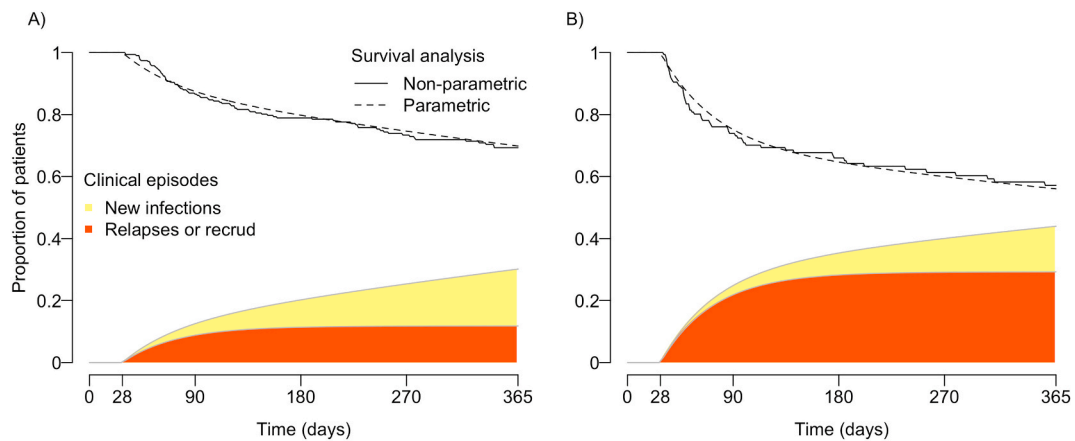 A)
B)
Proportion of patients
1
0.8
0.6
0.4
0.2
0
Survival analysis
Non-parametric
Parametric
Clinical episodes
New infections
Relapses or recrud
0 28 90 180 270 365
Time (days)
1
0.8
0.6
0.4
0.2
0
0 28 90 180 270 365
Time (days)